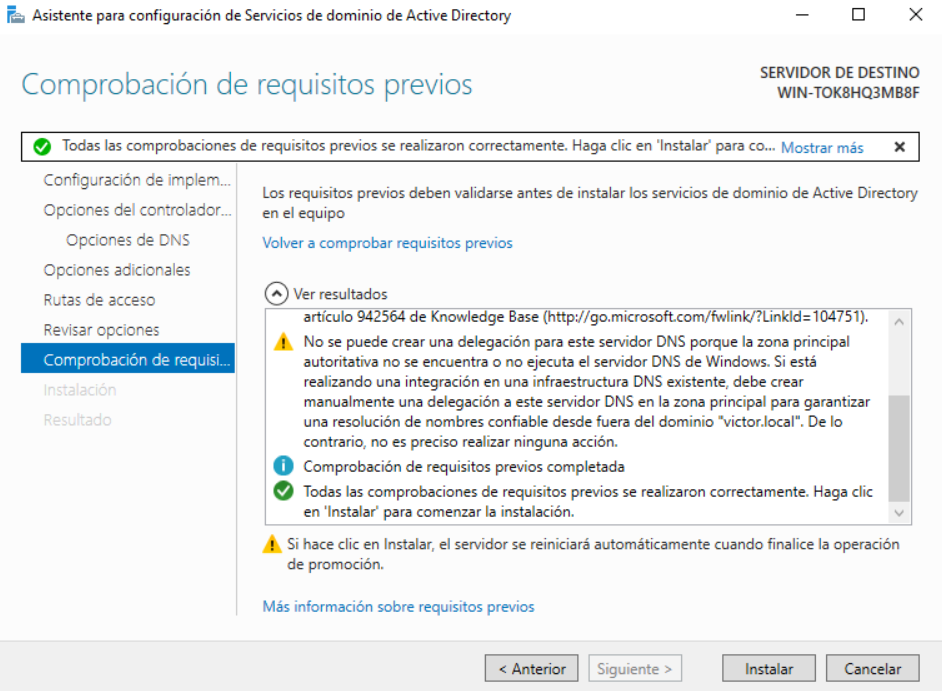 Asistente para configuración de Servicios de dominio de Active Directory
Comprobación de requisitos previos
SERVIDOR DE DESTINO
WIN-TOK8HQ3MB8F
Todas las comprobaciones de requisitos previos se realizaron correctamente. Haga clic en 'Instalar' para co... Mostrar más
Configuración de implem...
Opciones del controlador...
Opciones de DNS
Opciones adicionales
Rutas de acceso
Revisar opciones
Comprobación de requisi...
Instalación
Resultado
Los requisitos previos deben validarse antes de instalar los servicios de dominio de Active Directory
en el equipo
Volver a comprobar requisitos previos
Ver resultados
artículo 942564 de Knowledge Base (http://go.microsoft.com/fwlink/?LinkId=104751).
No se puede crear una delegación para este servidor DNS porque la zona principal
autoritativa no se encuentra o no ejecuta el servidor DNS de Windows. Si está
realizando una integración en una infraestructura DNS existente, debe crear
manualmente una delegación a este servidor DNS en la zona principal para garantizar
una resolución de nombres confiable desde fuera del dominio "victor.local". De lo
contrario, no es preciso realizar ninguna acción.
Comprobación de requisitos previos completada
Todas las comprobaciones de requisitos previos se realizaron correctamente. Haga clic
en 'Instalar' para comenzar la instalación.
Si hace clic en Instalar, el servidor se reiniciará automáticamente cuando finalice la operación
de promoción.
Más información sobre requisitos previos
< Anterior
Siguiente >
Instalar
Cancelar